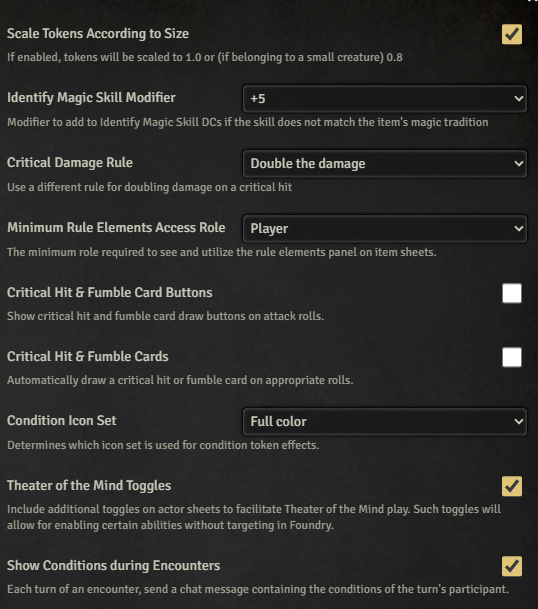 Scale Tokens According to Size
If enabled, tokens will be scaled to 1.0 or (if belonging to a small creature) 0.8
Identify Magic Skill Modifier
+5
Modifier to add to Identify Magic Skill DCs if the skill does not match the item's magic tradition
Critical Damage Rule
Double the damage
Use a different rule for doubling damage on a critical hit
Minimum Rule Elements Access Role
Player
The minimum role required to see and utilize the rule elements panel on item sheets.
Critical Hit & Fumble Card Buttons
Show critical hit and fumble card draw buttons on attack rolls.
Critical Hit & Fumble Cards
Automatically draw a critical hit or fumble card on appropriate rolls.
Condition Icon Set
Full color
Determines which icon set is used for condition token effects.
Theater of the Mind Toggles
Include additional toggles on actor sheets to facilitate Theater of the Mind play. Such toggles will
allow for enabling certain abilities without targeting in Foundry.
Show Conditions during Encounters
Each turn of an encounter, send a chat message containing the conditions of the turn's participant.